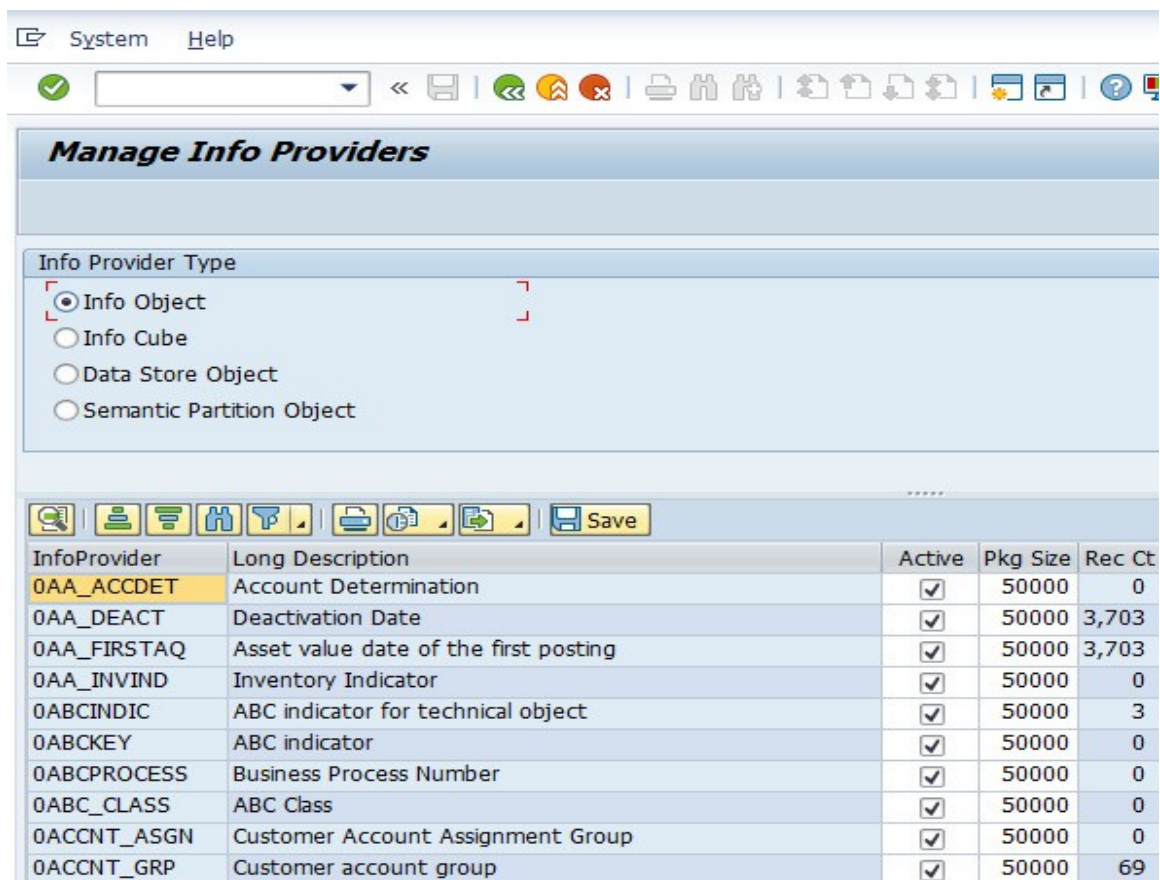 System Help
Manage Info Providers
Info Provider Type
Info Object
Info Cube
Data Store Object
Semantic Partition Object
Save
InfoProvider Long Description Active Pkg Size Rec Ct
0AA_ACCDET Account Determination 50000 0
0AA_DEACT Deactivation Date 50000 3,703
0AA_FIRSTAQ Asset value date of the first posting 50000 3,703
0AA_INVIND Inventory Indicator 50000 0
0ABCINDIC ABC indicator for technical object 50000 3
0ABCKEY ABC indicator 50000 0
0ABCPROCESS Business Process Number 50000 0
0ABC_CLASS ABC Class 50000 0
0ACCNT_ASGN Customer Account Assignment Group 50000 0
0ACCNT_GRP Customer account group 50000 69